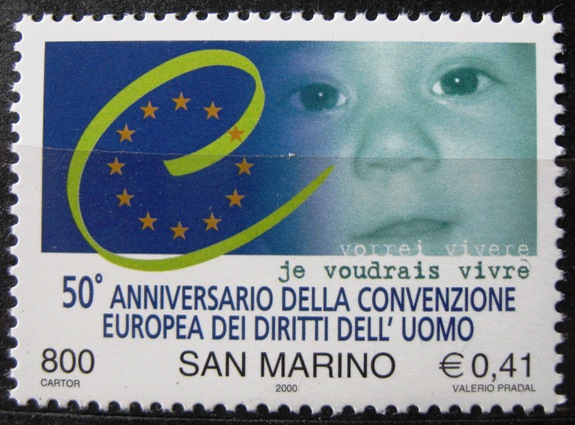 vorrei vivere
je voudrais vivrè
50° ANNIVERSARIO DELLA CONVENZIONE
EUROPEA DEI DIRITTI DELL' UOMO
800 SAN MARINO € 0,41
CARTOR 2000 VALERIO PRADAL